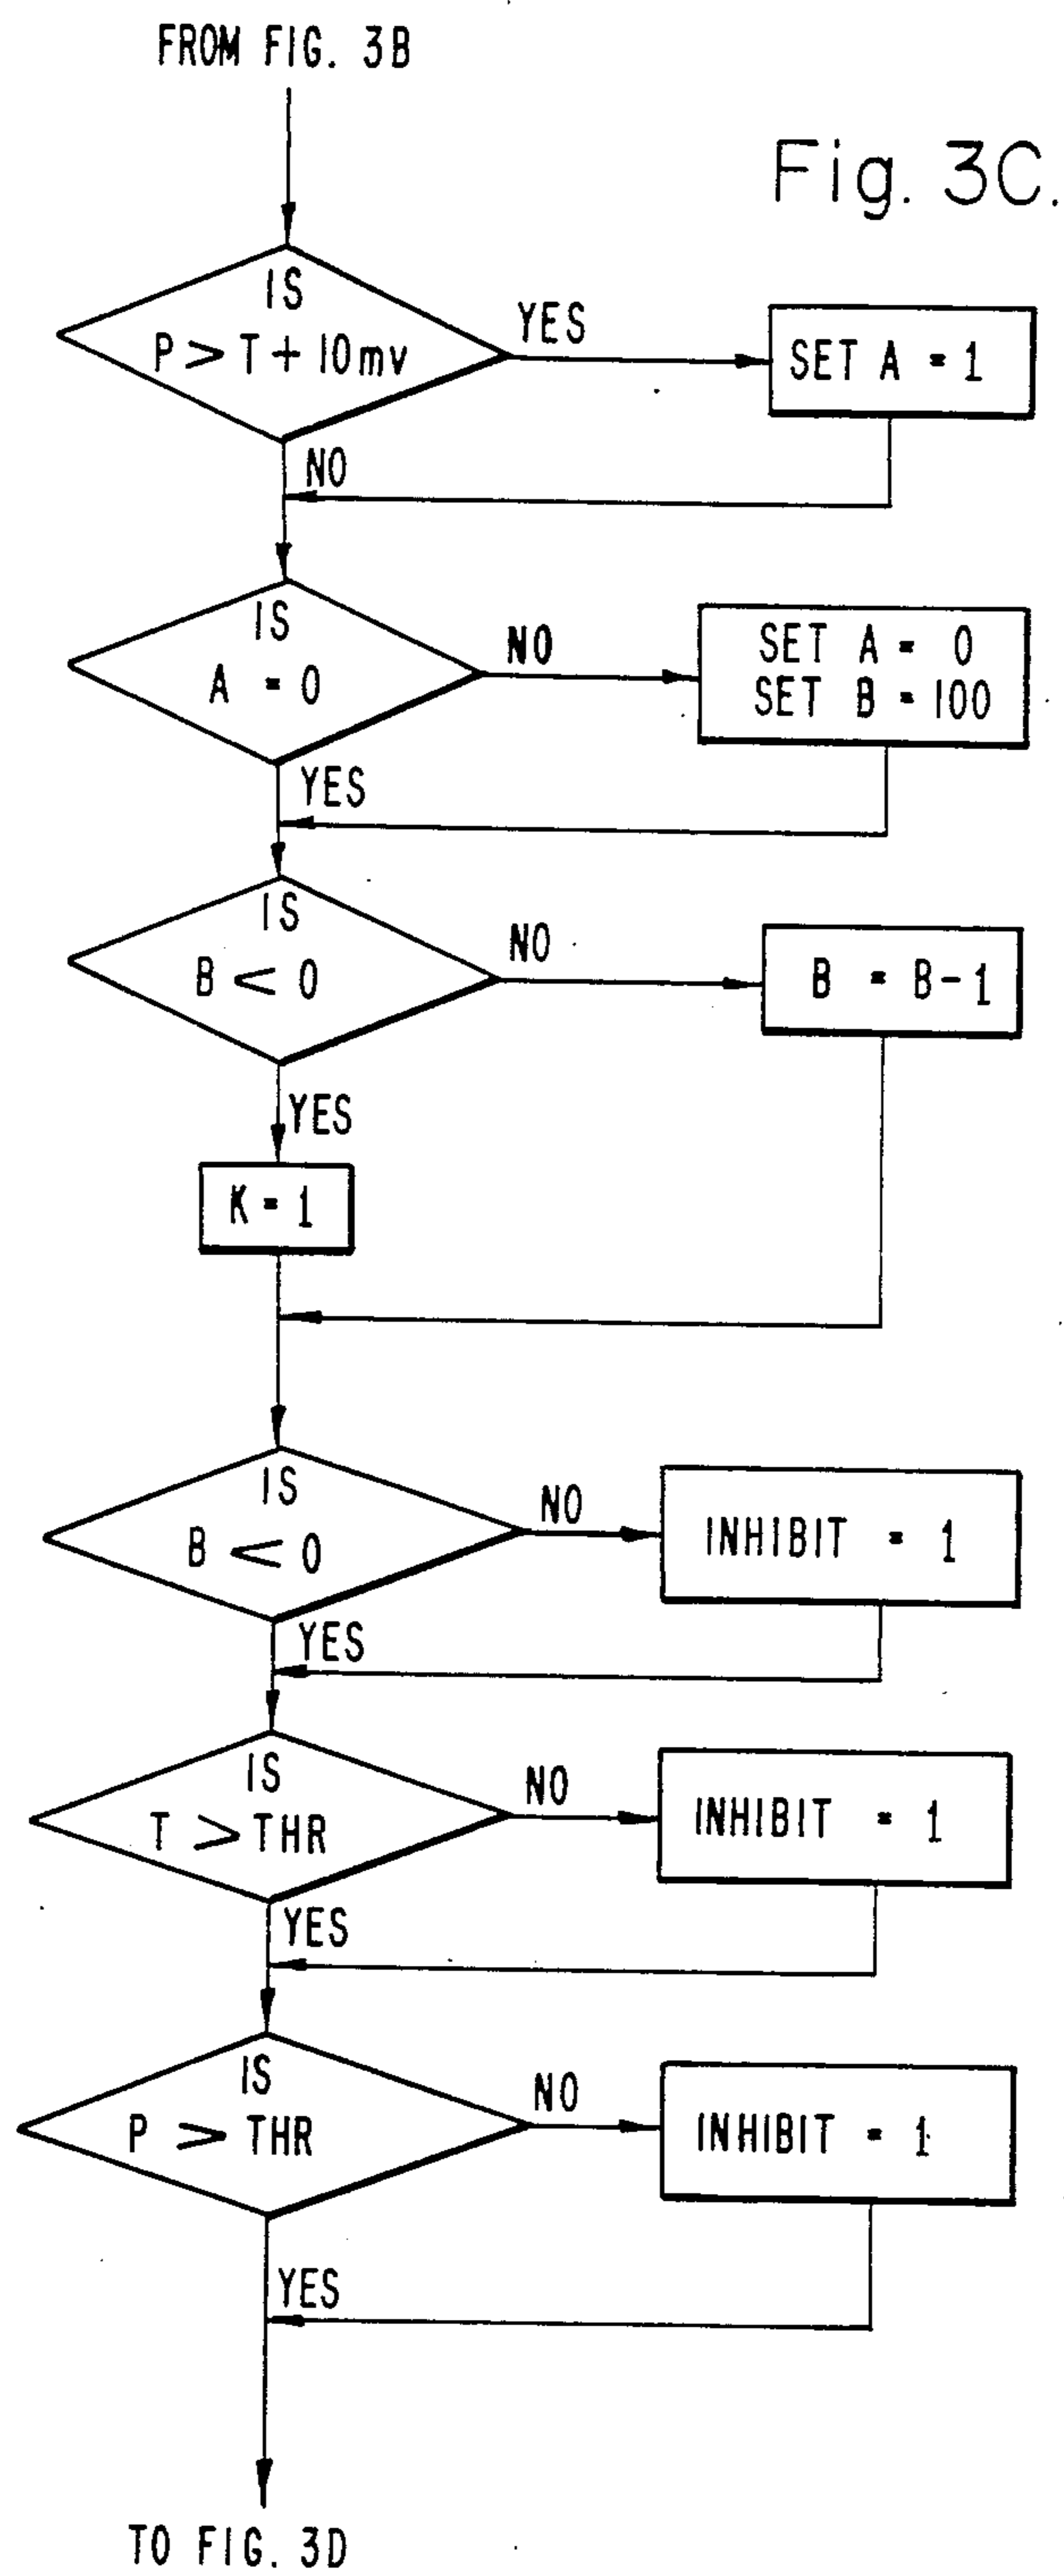 FROM FIG. 3B
Fig. 3C.
IS
P > T + 10mv
YES
SET A = 1
NO
IS
A = 0
NO
SET A = 0
SET B = 100
YES
IS
B < 0
NO
B = B-1
YES
K = 1
IS
B < 0
NO
INHIBIT = 1
YES
IS
T > THR
NO
INHIBIT = 1
YES
IS
P > THR
NO
INHIBIT = 1
YES
TO FIG. 3D